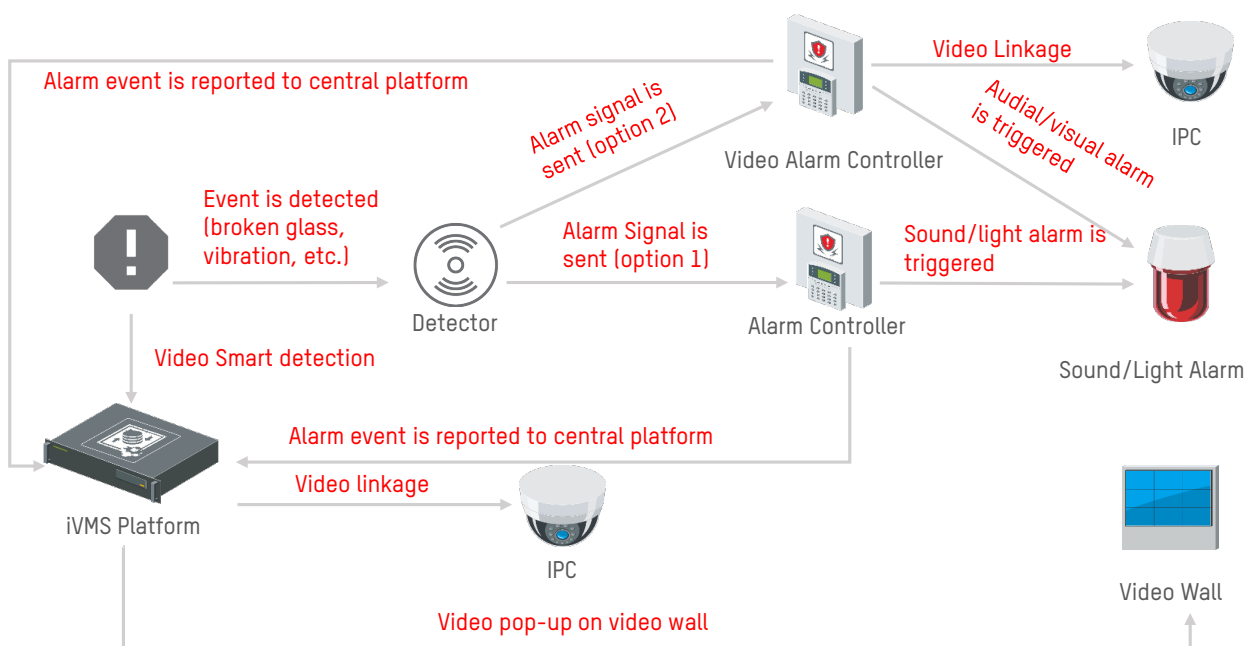 Video Linkage
Alarm event is reported to central platform
Audial/visual alarm
is triggered
Alarm signal is
sent (option 2)
IPC
Video Alarm Controller
Event is detected
(broken glass,
vibration, etc.)
Alarm Signal is
sent (option 1)
Sound/light alarm is
triggered
Detector
Alarm Controller
Video Smart detection
Sound/Light Alarm
Alarm event is reported to central platform
Video linkage
iVMS Platform
IPC
Video Wall
Video pop-up on video wall